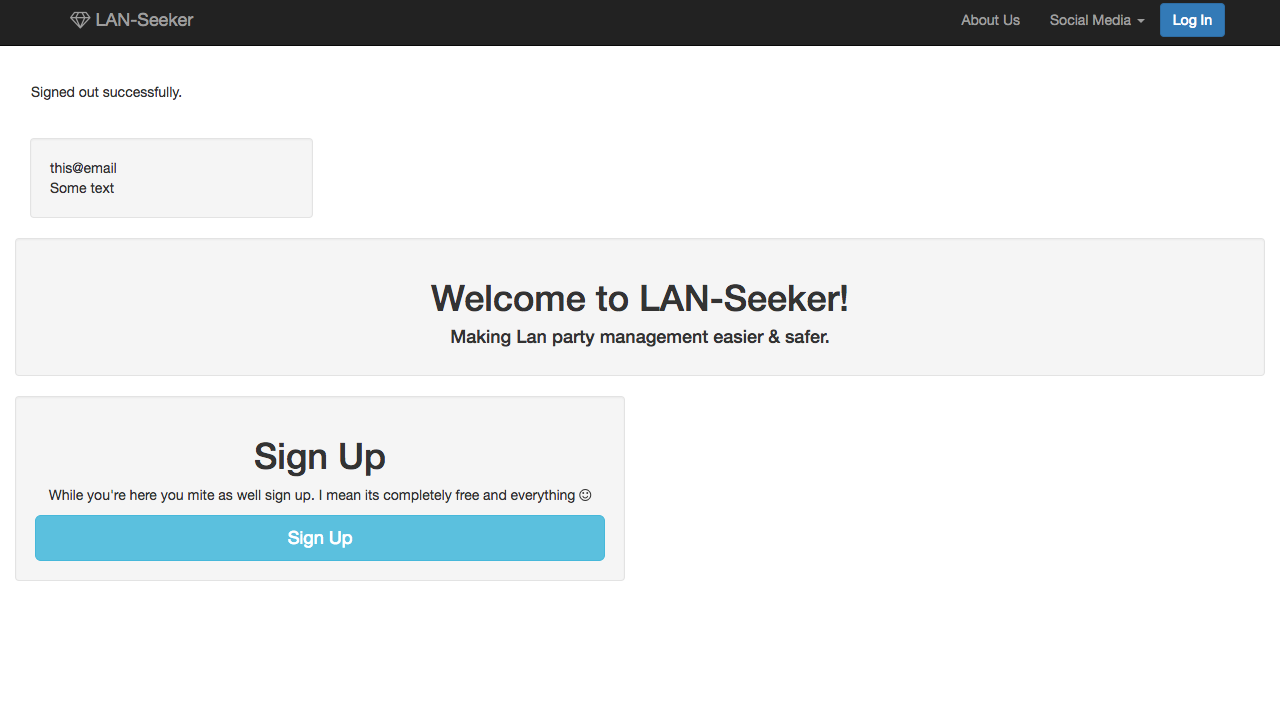 LAN-Seeker
About Us
Social Media
Log In
Signed out successfully.
this@email
Some text
Welcome to LAN-Seeker!
Making Lan party management easier & safer.
Sign Up
While you're here you mite as well sign up. I mean its completely free and everything ☺
Sign Up